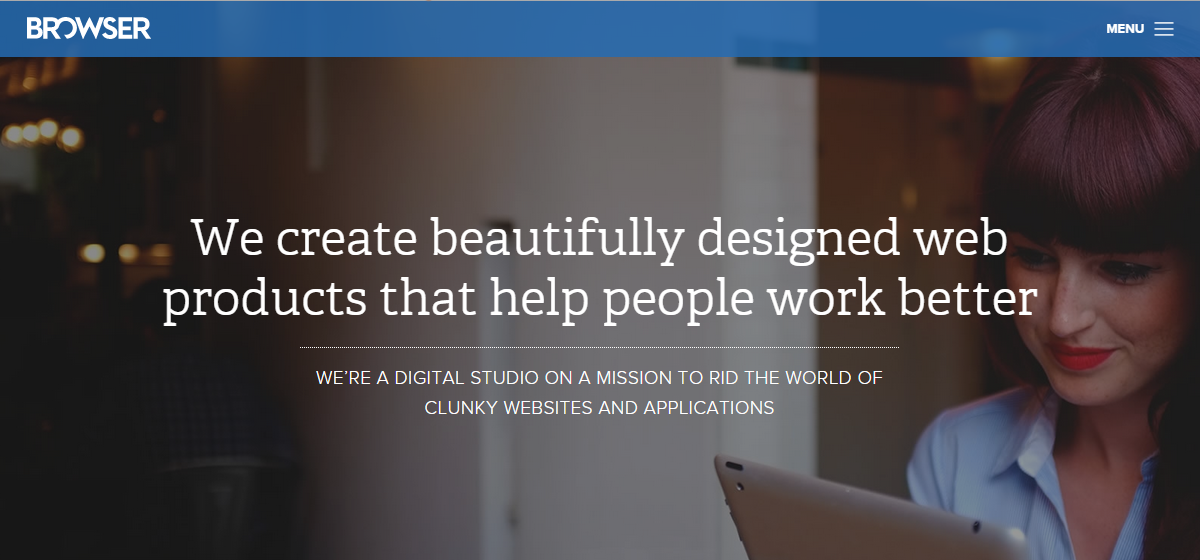 BROWSER
MENU
We create beautifully designed web
products that help people work better
WE'RE A DIGITAL STUDIO ON A MISSION TO RID THE WORLD OF
CLUNKY WEBSITES AND APPLICATIONS